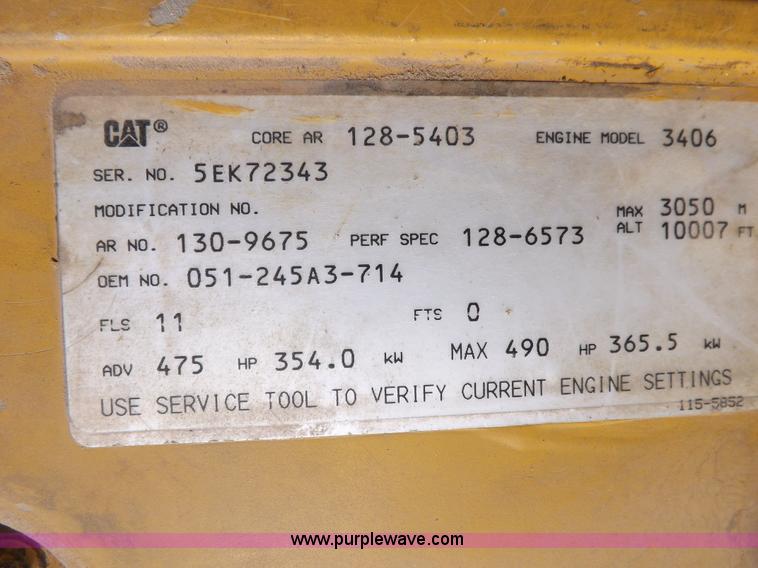 CAT® CORE AR 128-5403 ENGINE MODEL 3406
SER. NO. 5EK72343
MODIFICATION NO. MAX 3050 M
AR NO. 130-9675 PERF SPEC 128-6573 ALT 10007 FT
OEM NO. 051-245A3-714
FLS 11 FTS 0
ADV 475 HP 354.0 kW MAX 490 HP 365.5 kW
USE SERVICE TOOL TO VERIFY CURRENT ENGINE SETTINGS
115-5852
www.purplewave.com